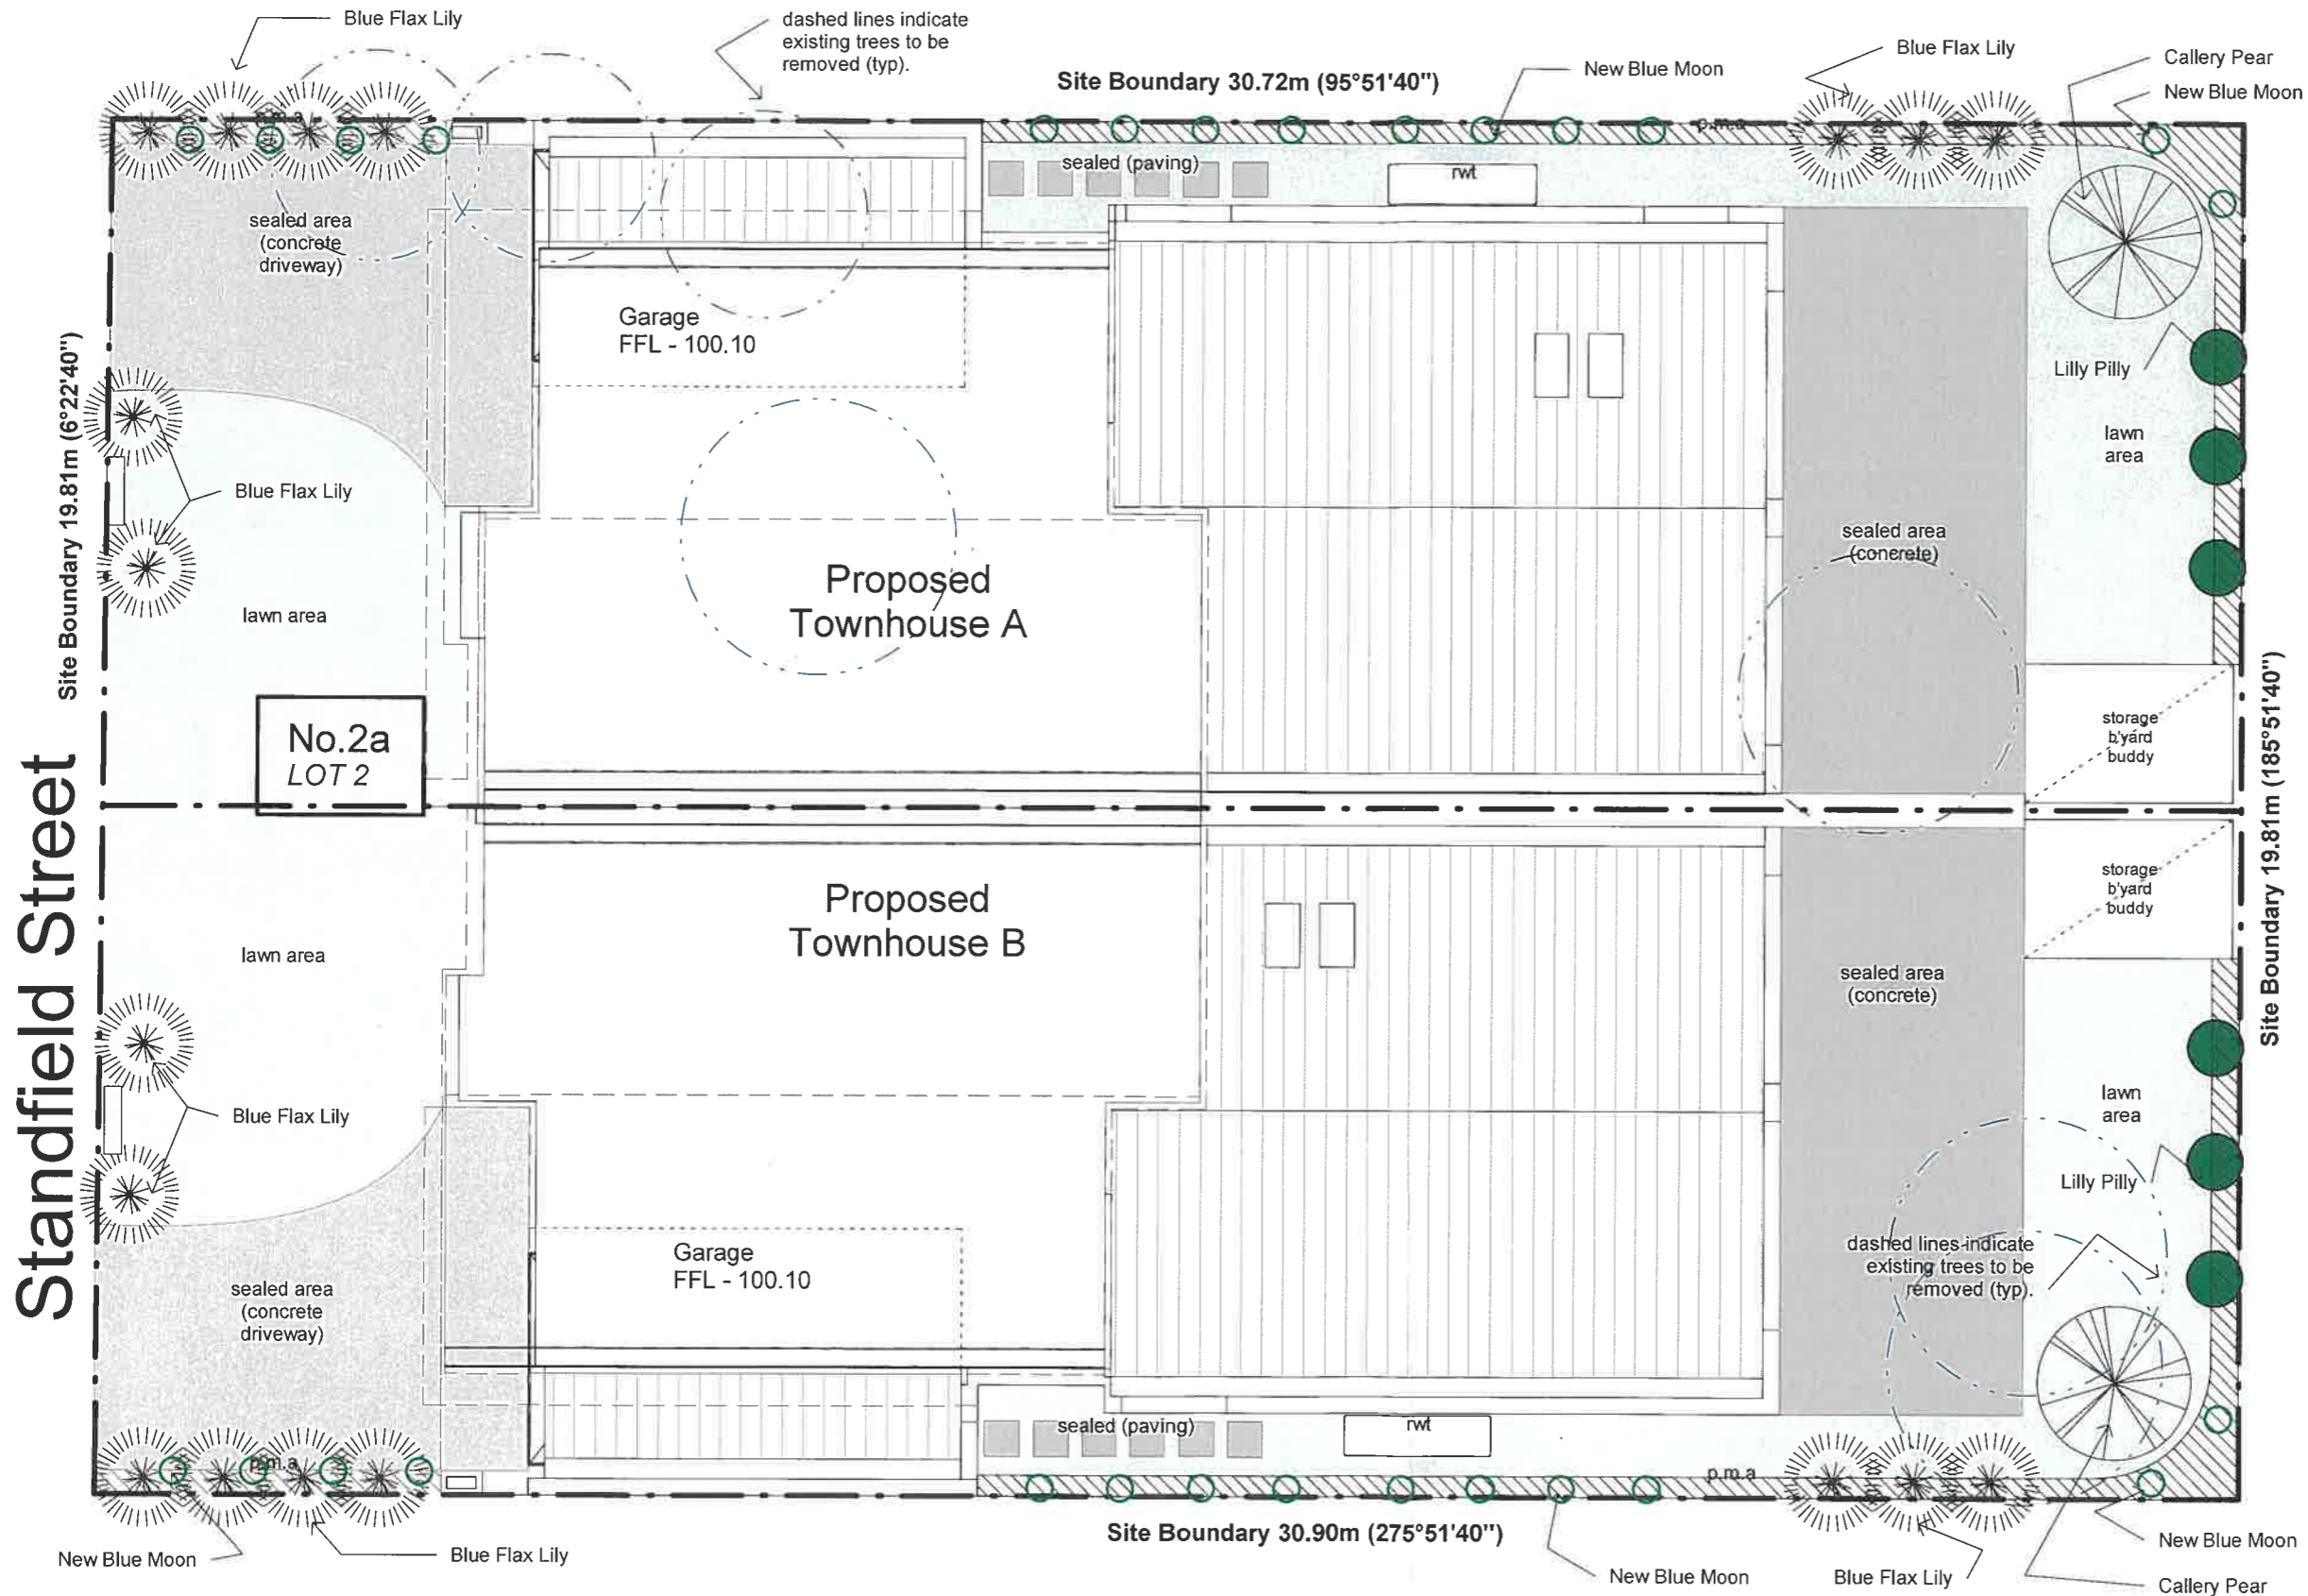 Blue Flax Lily
dashed lines indicate
existing trees to be
removed (typ).
Site Boundary 30.72m (95°51'40")
New Blue Moon
Blue Flax Lily
Callery Pear
New Blue Moon
p.m.a
p.m.a
sealed (paving)
rwt
sealed area
(concrete
driveway)
Garage
FFL - 100.10
Lilly Pilly
Site Boundary 19.81m (6°22'40")
Blue Flax Lily
lawn
area
sealed area
(concrete)
Proposed
Townhouse A
lawn area
No.2a
LOT 2
storage
b'yard
buddy
Site Boundary 19.81m (185°51'40")
Standfield Street
storage
b'yard
buddy
Proposed
Townhouse B
lawn area
sealed area
(concrete)
lawn
area
Blue Flax Lily
Lilly Pilly
Garage
FFL - 100.10
dashed lines indicate
existing trees to be
removed (typ).
sealed area
(concrete
driveway)
sealed (paving)
rwt
p.m.a
p.m.a
Site Boundary 30.90m (275°51'40")
New Blue Moon
Blue Flax Lily
New Blue Moon
Blue Flax Lily
New Blue Moon
Callery Pear